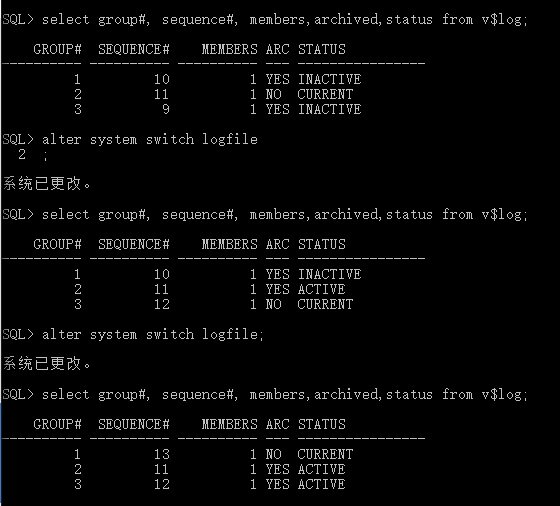 SQL> select group#, sequence#, members,archived,status from v$log;
GROUP# SEQUENCE# MEMBERS ARC STATUS
---------- ---------- ---------- --- ----------------
1 10 1 YES INACTIVE
2 11 1 NO CURRENT
3 9 1 YES INACTIVE
SQL> alter system switch logfile
2 ;
系统已更改。
SQL> select group#, sequence#, members,archived,status from v$log;
GROUP# SEQUENCE# MEMBERS ARC STATUS
---------- ---------- ---------- --- ----------------
1 10 1 YES INACTIVE
2 11 1 YES ACTIVE
3 12 1 NO CURRENT
SQL> alter system switch logfile;
系统已更改。
SQL> select group#, sequence#, members,archived,status from v$log;
GROUP# SEQUENCE# MEMBERS ARC STATUS
---------- ---------- ---------- --- ----------------
1 13 1 NO CURRENT
2 11 1 YES ACTIVE
3 12 1 YES ACTIVE